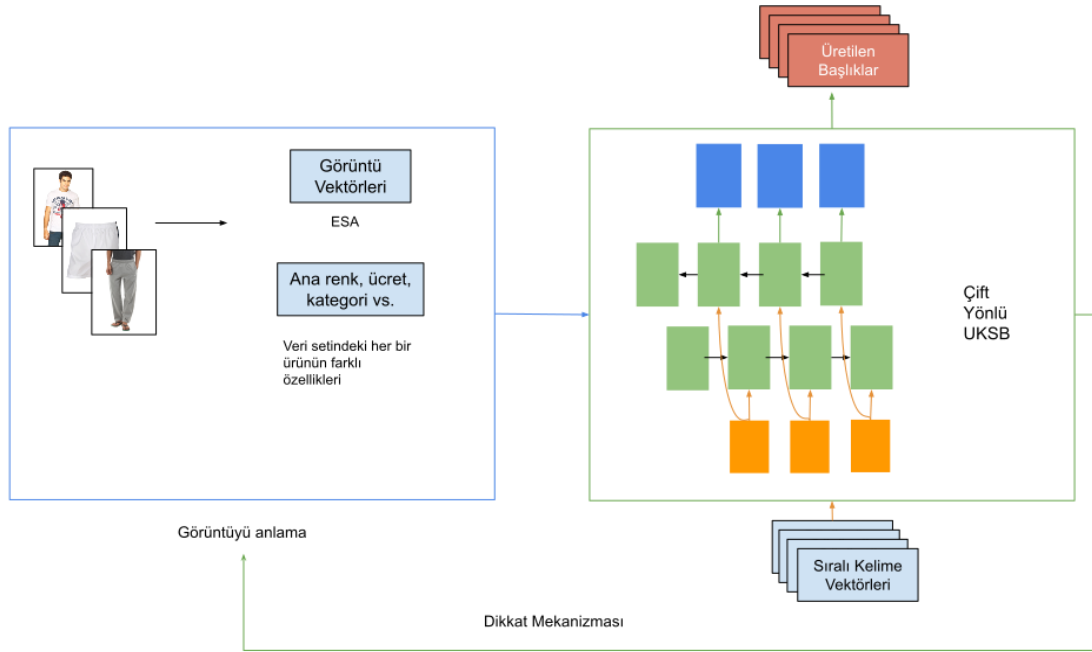 Üretilen
Başlıklar
Görüntü
Vektörleri
ESA
Ana renk, ücret,
kategori vs.
Veri setindeki her bir
ürünün farklı
özellikleri
Çift
Yönlü
UKSB
Görüntüyü anlama
Sıralı Kelime
Vektörleri
Dikkat Mekanizması